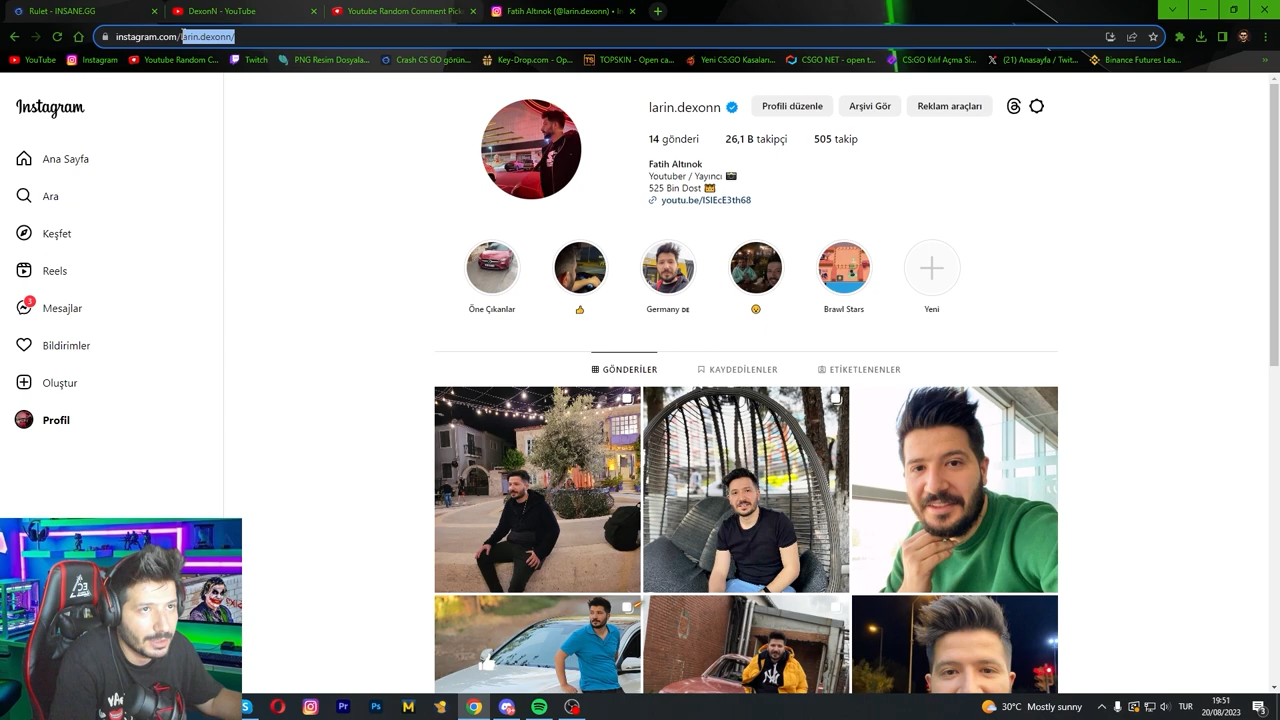 Rulet - INSANE.GG
DexonN - YouTube
Youtube Random Comment Pick
Fatih Altınok (@larin.dexonn) • In
instagram.com/larin.dexonn/
YouTube
Instagram
Youtube Random C...
Twitch
PNG Resim Dosyala...
Crash CS GO görün...
Key-Drop.com - Op...
TOPSKIN - Open ca...
Yeni CS:GO Kasaları...
CSGO NET - open t...
CS:GO Kılıf Açma Si...
(21) Anasayfa / Twit...
Binance Futures Lea...
Instagram
Ana Sayfa
Ara
Keşfet
Reels
3
Mesajlar
Bildirimler
Oluştur
Profil
larin.dexonn
Profili düzenle
Arşivi Gör
Reklam araçları
14 gönderi
26,1 B takipçi
505 takip
Fatih Altınok
Youtuber / Yayıncı
525 Bin Dost
youtu.be/ISIEcE3th68
Öne Çıkanlar
Germany DE
Brawl Stars
Yeni
GÖNDERİLER
KAYDEDİLENLER
ETİKETLENENLER
30°C Mostly sunny
TUR
19:51
20/08/2023